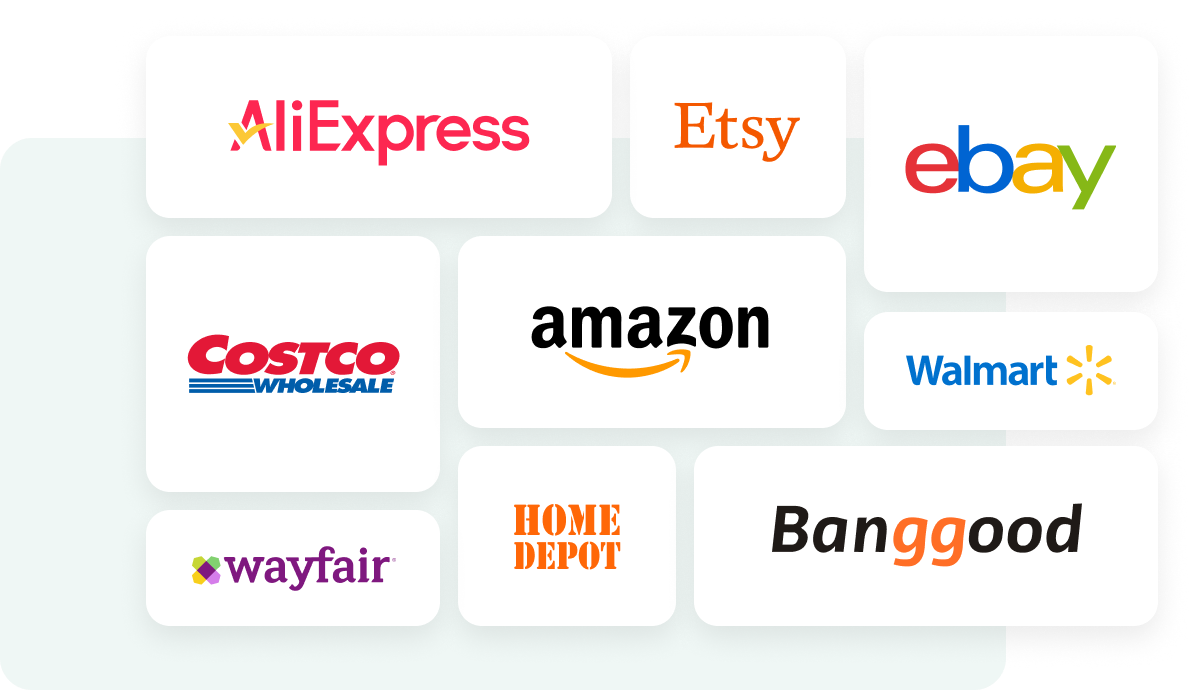 AliExpress
Etsy
ebay
COSTCO
WHOLESALE
amazon
Walmart
HOME
DEPOT
Banggood
wayfair